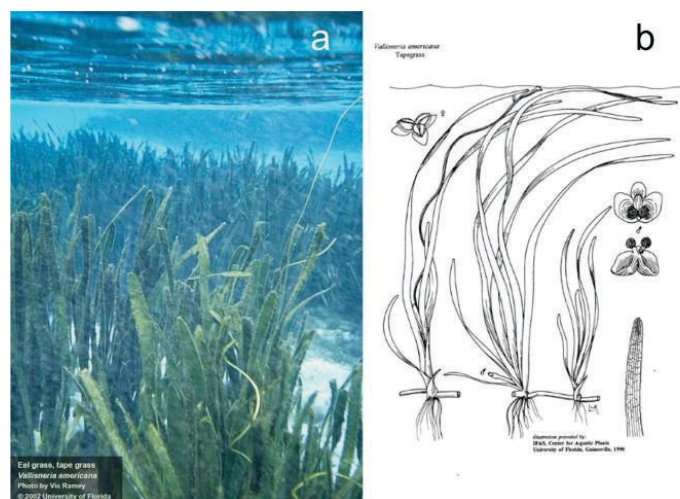 a
Eel grass, tape grass
Vallisneria americana
Photo by Vic Ramey
© 2002 University of Florida
b
Vallisneria americana
Tapegrass
♀
♂
♂
illustration provided by:
IFAS, Center for Aquatic Plants
University of Florida, Gainesville, 1990